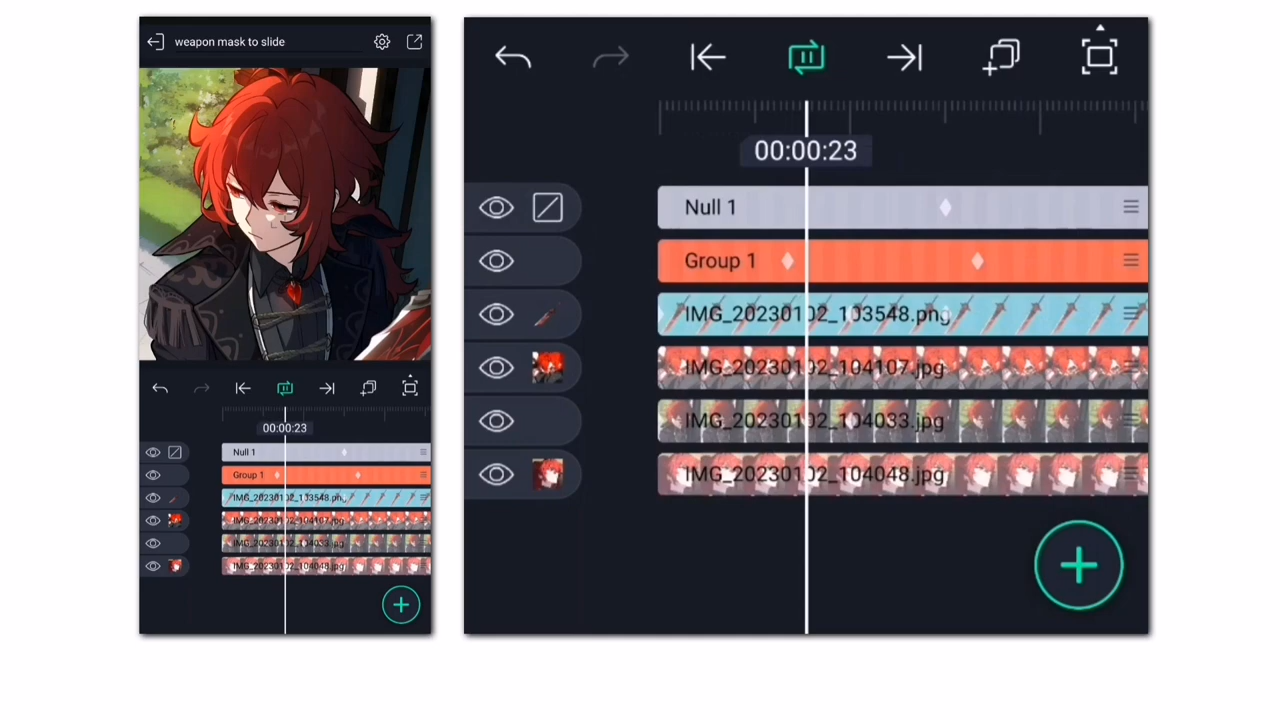 weapon mask to slide
00:00:23
Null 1
Group 1
IMG_20230102_103548.png
IMG_20230102_104107.jpg
IMG_20230102_104033.jpg
IMG_20230102_104048.jpg
00:00:23
Null 1
Group 1
IMG_20230102_103548.png
IMG_20230102_104107.jpg
IMG_20230102_104033.jpg
IMG_20230102_104048.jpg